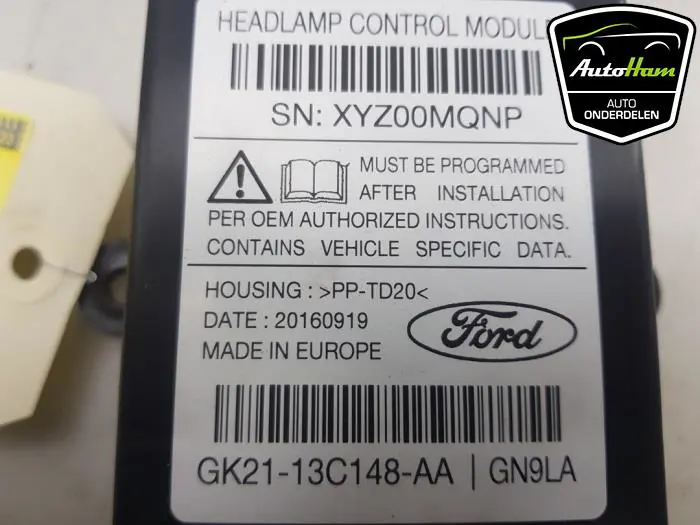 HEADLAMP CONTROL MODULE
SN: XYZ00MQNP
MUST BE PROGRAMMED
AFTER INSTALLATION
PER OEM AUTHORIZED INSTRUCTIONS.
CONTAINS VEHICLE SPECIFIC DATA.
HOUSING : >PP-TD20<
DATE : 20160919
MADE IN EUROPE
Ford
GK21-13C148-AA | GN9LA
AutoHam
AUTO
ONDERDELEN